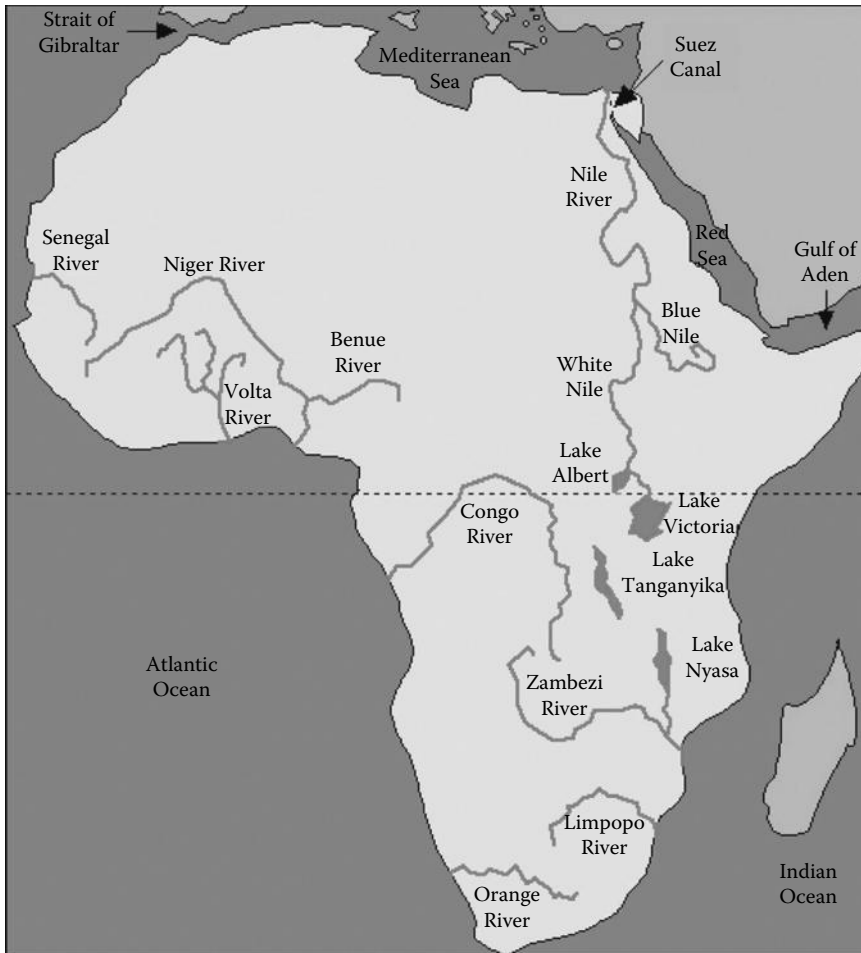 Strait of
Gibraltar
Mediterranean
Sea
Suez
Canal
Nile
River
Red
Sea
Gulf of
Aden
Senegal
River
Niger River
Benue
River
Volta
River
Blue
Nile
White
Nile
Lake
Albert
Congo
River
Lake
Victoria
Lake
Tanganyika
Lake
Nyasa
Atlantic
Ocean
Zambezi
River
Limpopo
River
Orange
River
Indian
Ocean